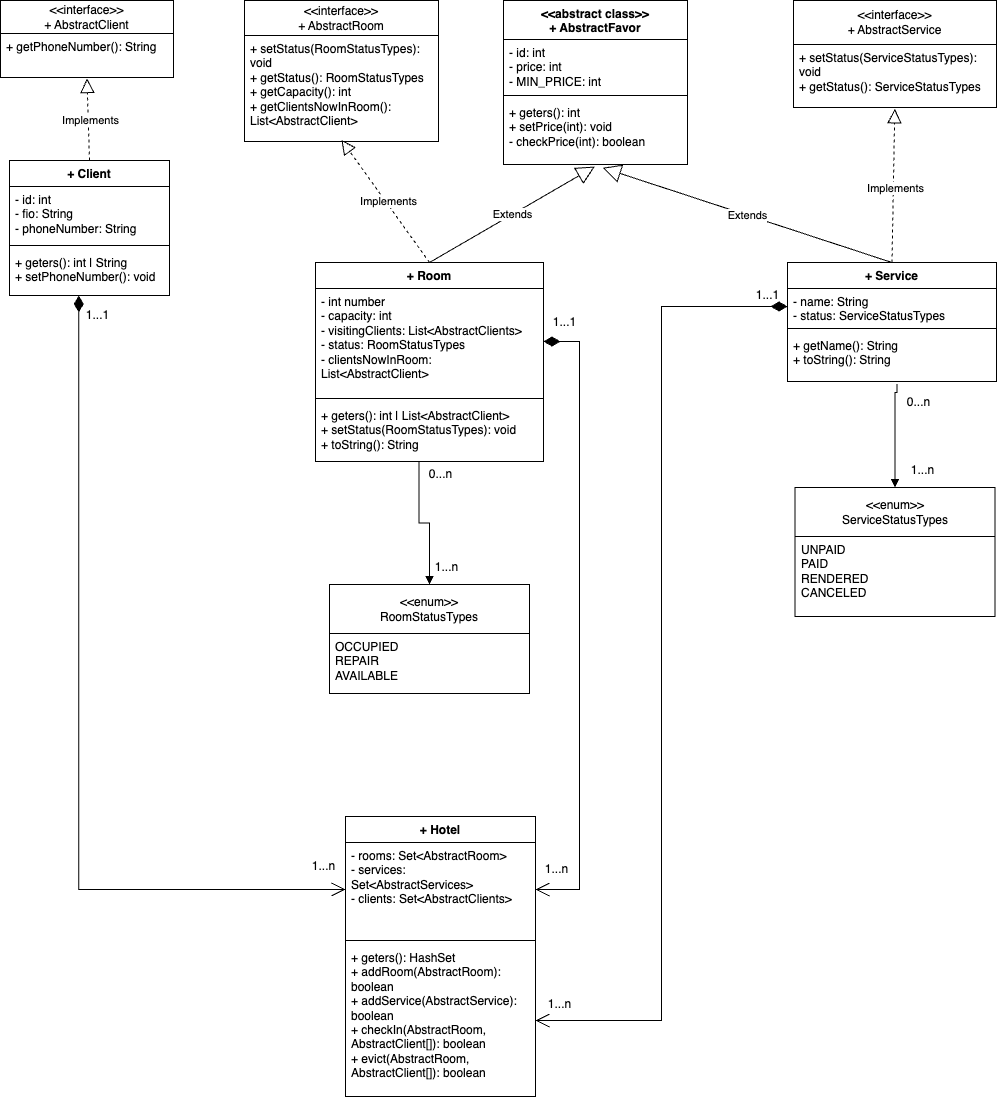 <<interface>>
+ AbstractClient
+ getPhoneNumber(): String
<<interface>>
+ AbstractRoom
+ setStatus(RoomStatusTypes):
void
+ getStatus(): RoomStatusTypes
+ getCapacity(): int
+ getClientsNowInRoom():
List<AbstractClient>
<<abstract class>>
+ AbstractFavor
- id: int
- price: int
- MIN_PRICE: int
+ geters(): int
+ setPrice(int): void
- checkPrice(int): boolean
<<interface>>
+ AbstractService
+ setStatus(ServiceStatusTypes):
void
+ getStatus(): ServiceStatusTypes
Implements
Implements
Extends
Extends
Implements
+ Client
- id: int
- fio: String
- phoneNumber: String
+ geters(): int | String
+ setPhoneNumber(): void
1...1
+ Room
- int number
- capacity: int
- visitingClients: List<AbstractClients>
- status: RoomStatusTypes
- clientsNowInRoom:
List<AbstractClient>
+ geters(): int | List<AbstractClient>
+ setStatus(RoomStatusTypes): void
+ toString(): String
1...1
0...n
1...n
+ Service
- name: String
- status: ServiceStatusTypes
+ getName(): String
+ toString(): String
1...1
0...n
1...n
<<enum>>
ServiceStatusTypes
UNPAID
PAID
RENDERED
CANCELED
<<enum>>
RoomStatusTypes
OCCUPIED
REPAIR
AVAILABLE
+ Hotel
- rooms: Set<AbstractRoom>
- services:
Set<AbstractServices>
- clients: Set<AbstractClients>
+ geters(): HashSet
+ addRoom(AbstractRoom):
boolean
+ addService(AbstractService):
boolean
+ checkIn(AbstractRoom,
AbstractClient[]): boolean
+ evict(AbstractRoom,
AbstractClient[]): boolean
1...n
1...n
1...n